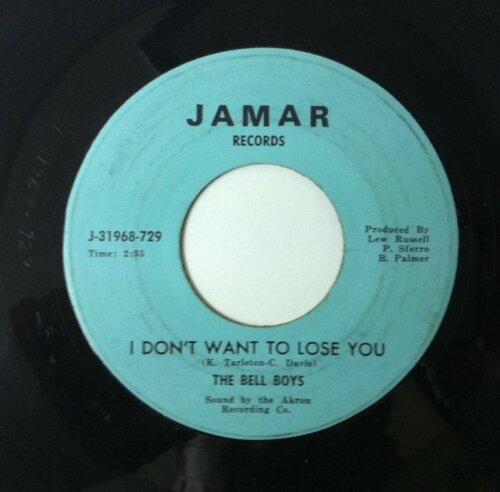 JAMAR
RECORDS
J-31968-729
Time: 2:55
Produced By
Lew Russell
P. Sferro
B. Palmer
I DON'T WANT TO LOSE YOU
(K. Tarleton-C. Davis)
THE BELL BOYS
Sound by the Akron
Recording Co.